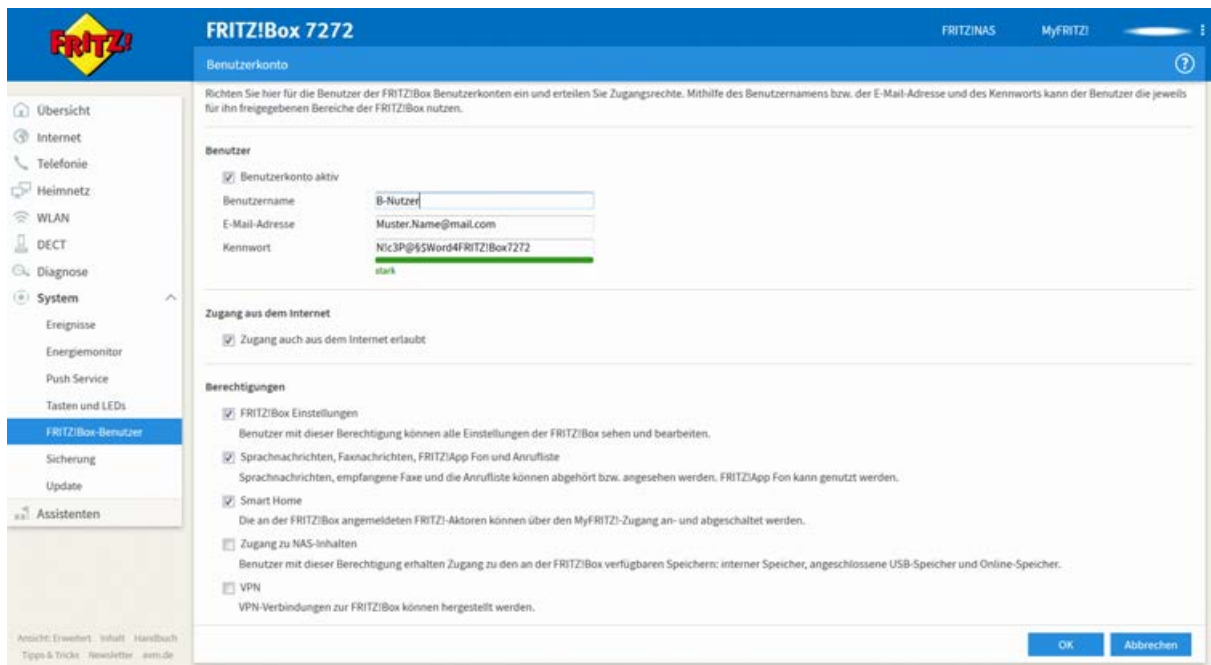 FRITZ!
FRITZ!Box 7272
FRITZ!NAS
MyFRITZ!
Benutzerkonto
?
Übersicht
Internet
Telefonie
Heimnetz
WLAN
DECT
Diagnose
System
Ereignisse
Energiemonitor
Push Service
Tasten und LEDs
FRITZ!Box-Benutzer
Sicherung
Update
Assistenten
Ansicht: Erweitert Inhalt Handbuch
Tipps & Tricks Newsletter avm.de
Richten Sie hier für die Benutzer der FRITZ!Box Benutzerkonten ein und erteilen Sie Zugangsrechte. Mithilfe des Benutzernamens bzw. der E-Mail-Adresse und des Kennworts kann der Benutzer die jeweils
für ihn freigegebenen Bereiche der FRITZ!Box nutzen.
Benutzer
Benutzerkonto aktiv
Benutzername B-Nutzer
E-Mail-Adresse Muster.Name@mail.com
Kennwort N!c3P@§$Word4FRITZ!Box7272
stark
Zugang aus dem Internet
Zugang auch aus dem Internet erlaubt
Berechtigungen
FRITZ!Box Einstellungen
Benutzer mit dieser Berechtigung können alle Einstellungen der FRITZ!Box sehen und bearbeiten.
Sprachnachrichten, Faxnachrichten, FRITZ!App Fon und Anrufliste
Sprachnachrichten, empfangene Faxe und die Anrufliste können abgehört bzw. angesehen werden. FRITZ!App Fon kann genutzt werden.
Smart Home
Die an der FRITZ!Box angemeldeten FRITZ!-Aktoren können über den MyFRITZ!-Zugang an- und abgeschaltet werden.
Zugang zu NAS-Inhalten
Benutzer mit dieser Berechtigung erhalten Zugang zu den an der FRITZ!Box verfügbaren Speichern: interner Speicher, angeschlossene USB-Speicher und Online-Speicher.
VPN
VPN-Verbindungen zur FRITZ!Box können hergestellt werden.
OK
Abbrechen